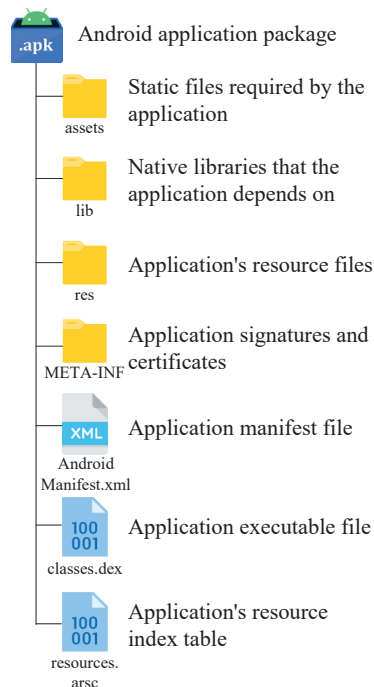 .apk
Android application package
Static files required by the
application
assets
Native libraries that the
application depends on
lib
Application's resource files
res
Application signatures and
certificates
META-INF
XML
Application manifest file
Android
Manifest.xml
100
001
Application executable file
classes.dex
100
001
Application's resource
index table
resources.
arsc